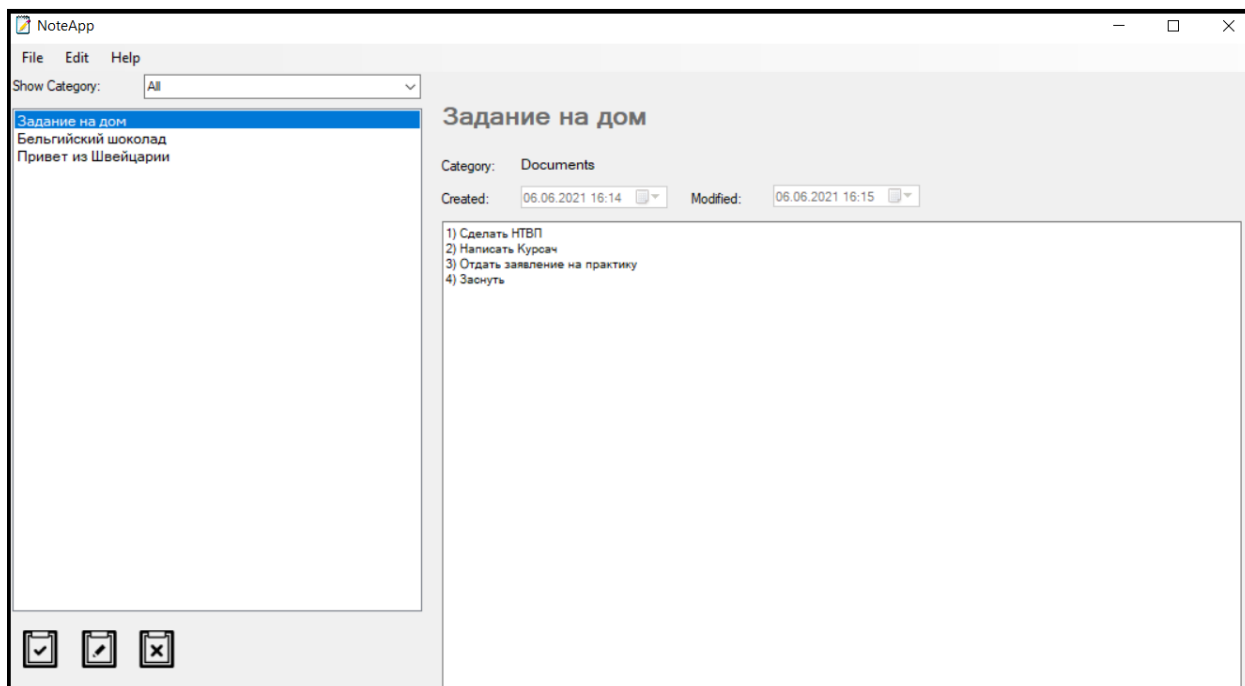 NoteApp
File Edit Help
Show Category: All
Задание на дом
Бельгийский шоколад
Привет из Швейцарии
Задание на дом
Category: Documents
Created: 06.06.2021 16:14 Modified: 06.06.2021 16:15
1) Сделать НТВП
2) Написать Курсач
3) Отдать заявление на практику
4) Заснуть